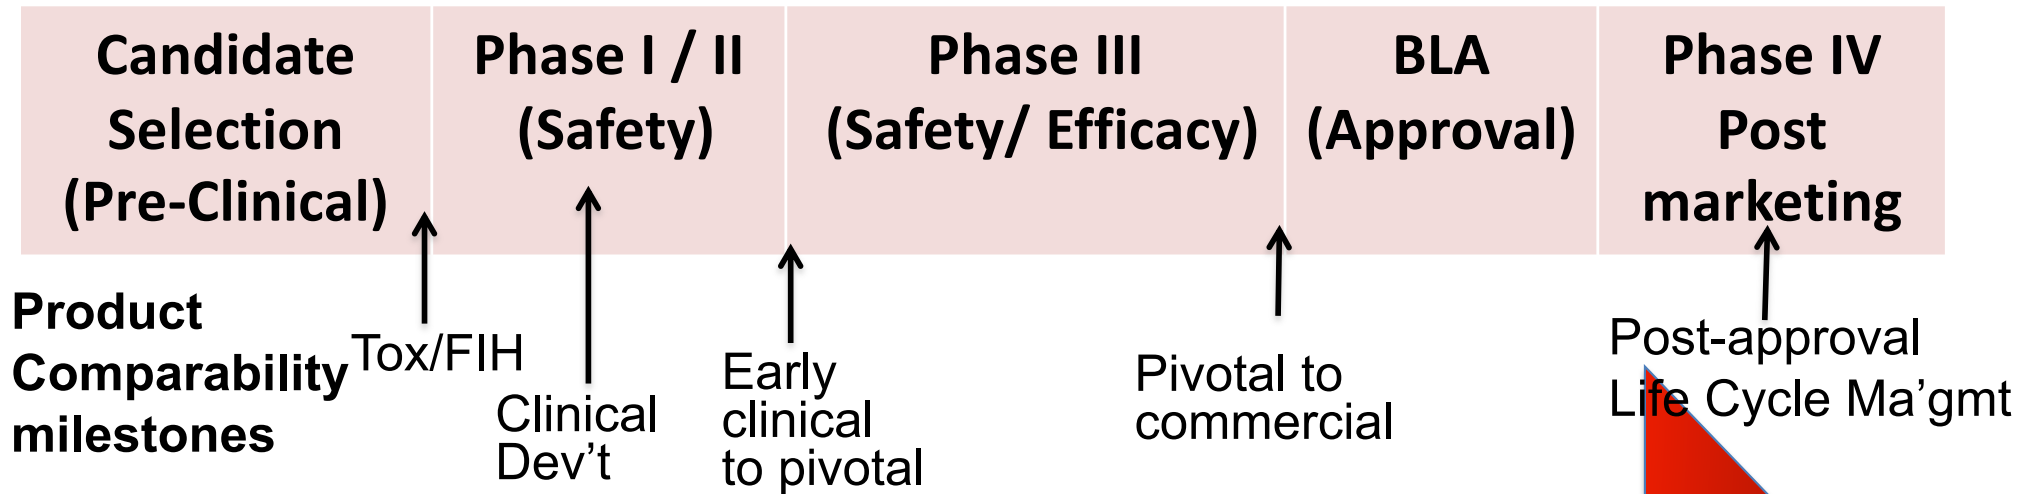 Candidate
Selection
(Pre-Clinical)
Phase I / II
(Safety)
Phase III
(Safety/ Efficacy)
BLA
(Approval)
Phase IV
Post
marketing
Product
Comparability
milestones
Tox/FIH
Clinical
Dev’t
Early
clinical
to pivotal
Pivotal to
commercial
Post-approval
Life Cycle Ma’gmt